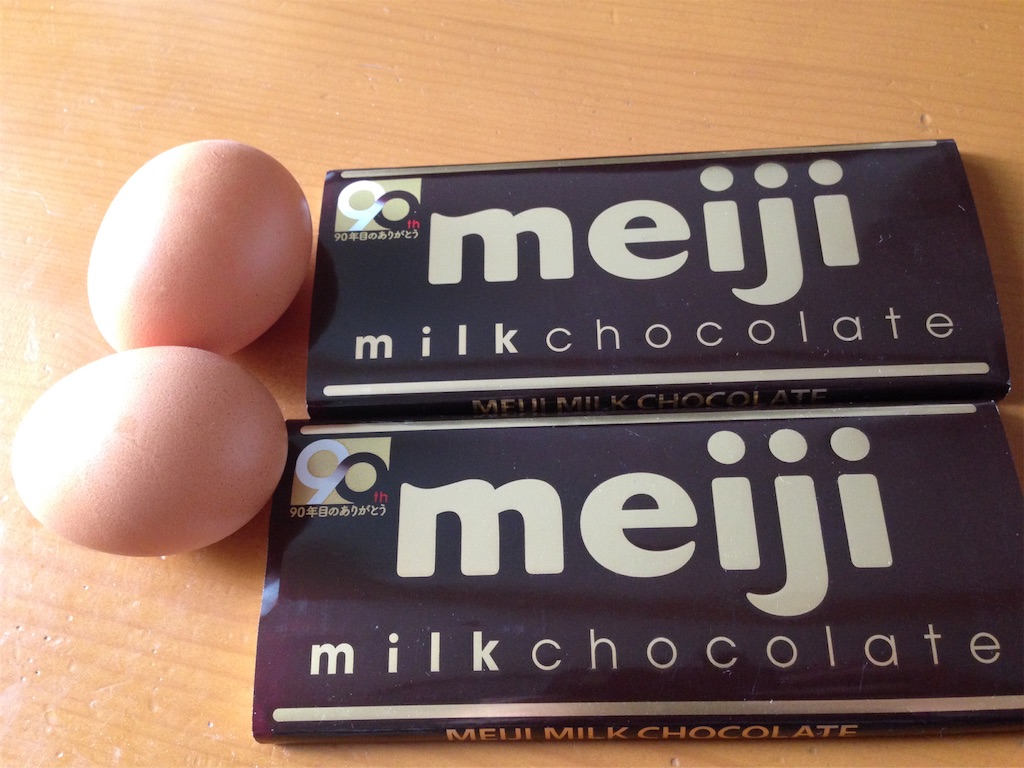 90th
90年目のありがとう
meiji
milk chocolate
MEIJI MILK CHOCOLATE
90th
90年目のありがとう
meiji
milk chocolate
MEIJI MILK CHOCOLATE